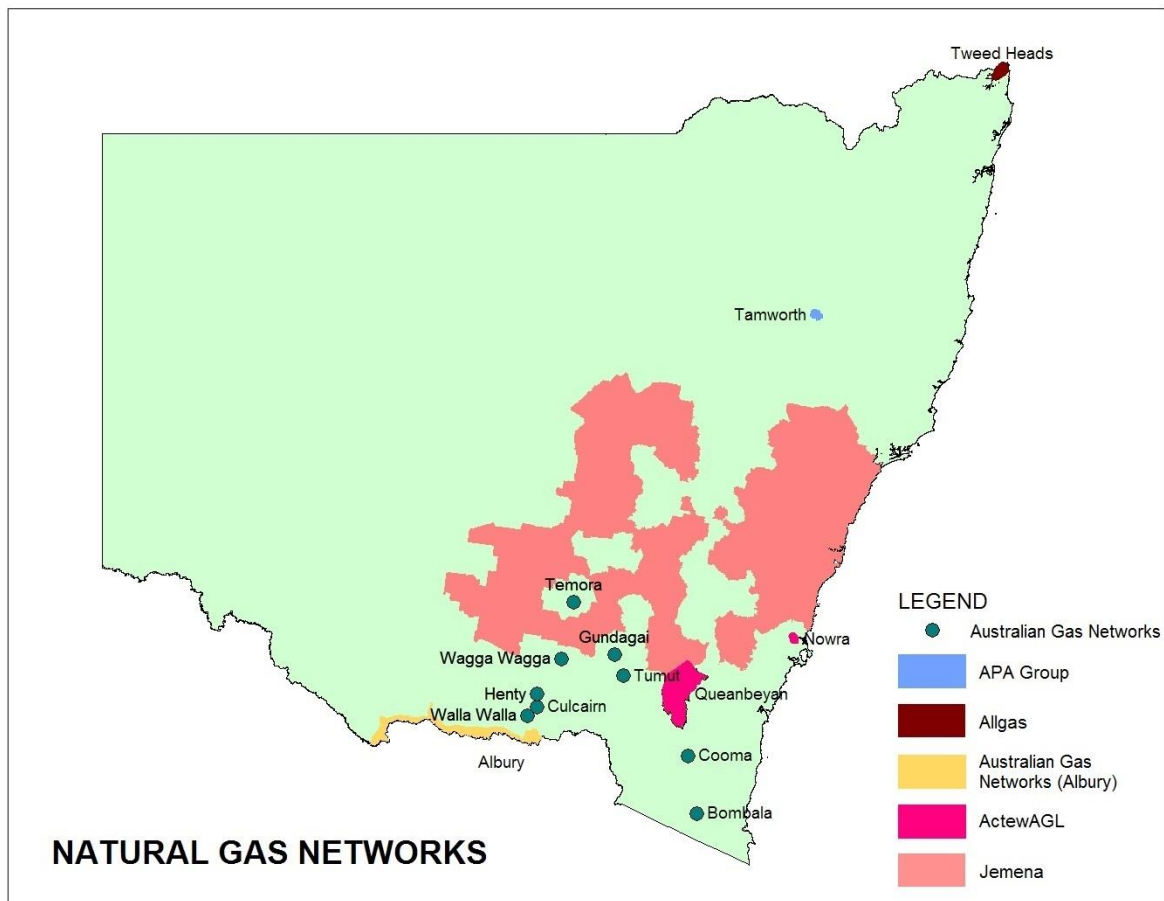 Tweed Heads
Tamworth
Temora
Gundagai
Wagga Wagga
Tumut
Nowra
Queanbeyan
Henty
Culcairn
Walla Walla
Albury
Cooma
Bombala
NATURAL GAS NETWORKS
LEGEND
Australian Gas Networks
APA Group
Allgas
Australian Gas
Networks (Albury)
ActewAGL
Jemena